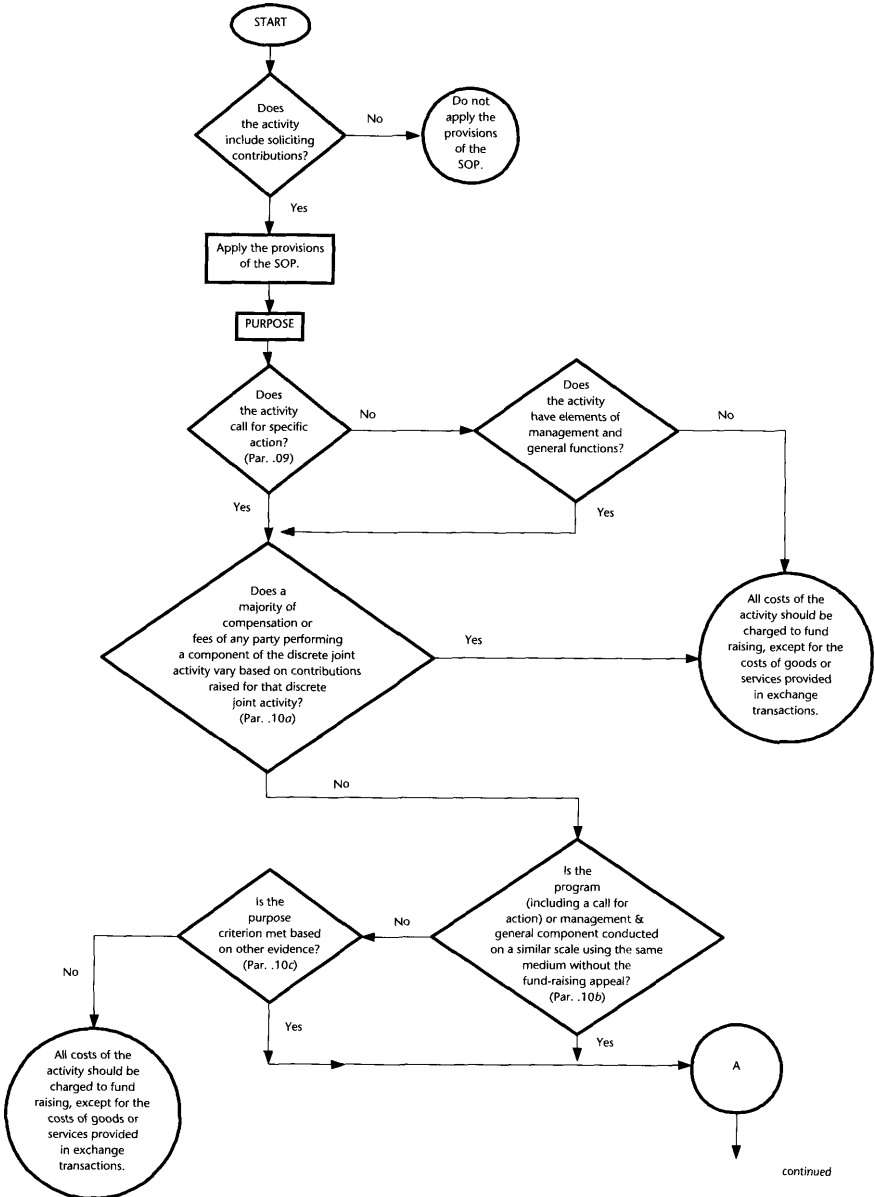 START
Does
the activity
include soliciting
contributions?
No
Do not
apply the
provisions
of the
SOP.
Yes
Apply the provisions
of the SOP.
PURPOSE
Does
the activity
call for specific
action?
(Par. .09)
No
Does
the activity
have elements of
management and
general functions?
No
Yes
Yes
Does a
majority of
compensation or
fees of any party performing
a component of the discrete joint
activity vary based on contributions
raised for that discrete
joint activity?
(Par. .10a)
Yes
All costs of the
activity should be
charged to fund
raising, except for the
costs of goods or
services provided
in exchange
transactions.
No
Is the
program
(including a call for
action) or management &
general component conducted
on a similar scale using the same
medium without the
fund-raising appeal?
(Par. .10b)
No
Is the
purpose
criterion met based
on other evidence?
(Par. .10c)
No
Yes
Yes
All costs of the
activity should be
charged to fund
raising, except for the
costs of goods or
services provided
in exchange
transactions.
A
continued